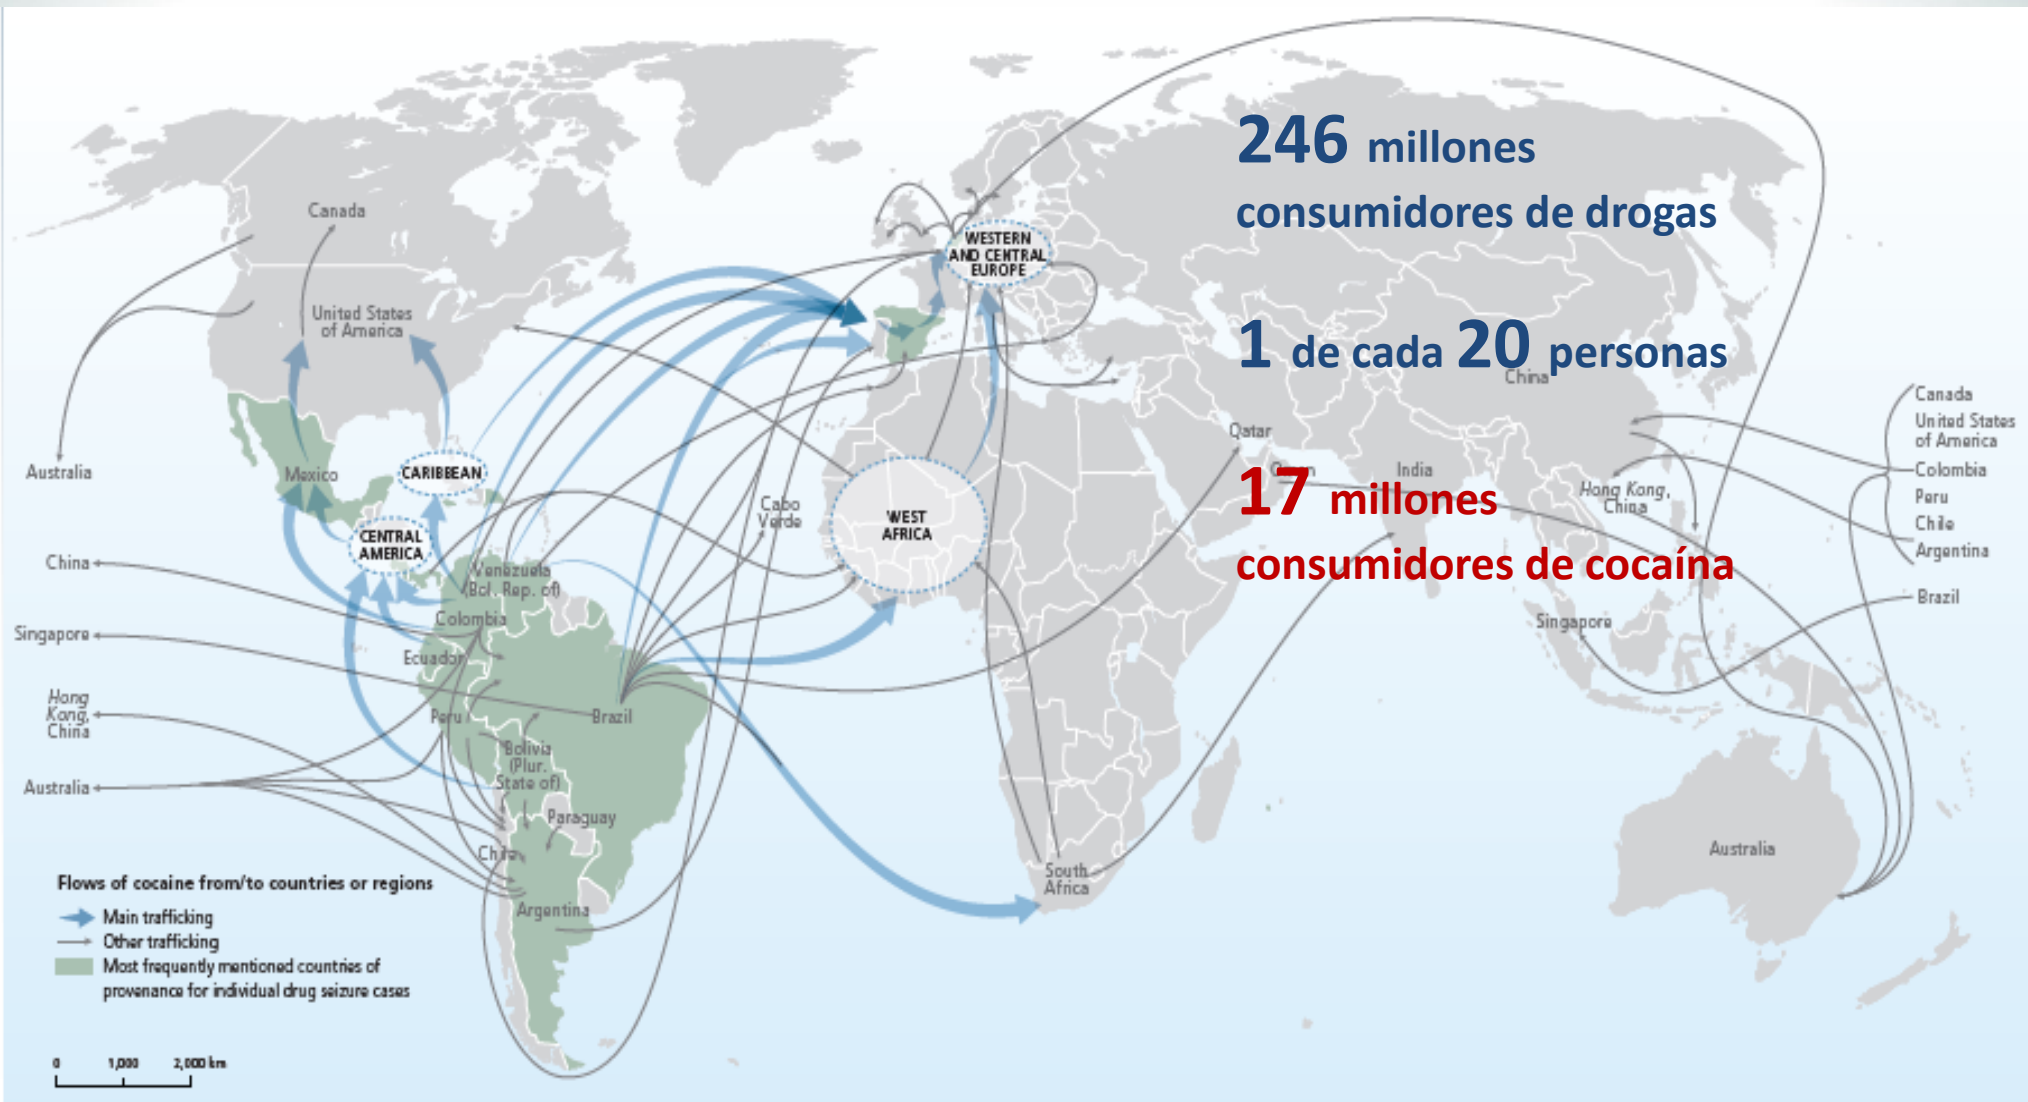 246 millones
consumidores de drogas
1 de cada 20 personas
17 millones
consumidores de cocaína
Canada
United States
of America
Mexico
CARIBBEAN
CENTRAL
AMERICA
Venezuela
(Bol. Rep. of)
Colombia
Ecuador
Peru
Brazil
Bolivia
(Plur.
State of)
Paraguay
Chile
Argentina
Australia
China
Singapore
Hong
Kong,
China
Australia
WESTERN
AND CENTRAL
EUROPE
Cabo
Verde
WEST
AFRICA
South
Africa
Qatar
India
China
Hong Kong,
China
Singapore
Australia
Canada
United States
of America
Colombia
Peru
Chile
Argentina
Brazil
Flows of cocaine from/to countries or regions
Main trafficking
Other trafficking
Most frequently mentioned countries of
provenance for individual drug seizure cases
0 1,000 2,000 km